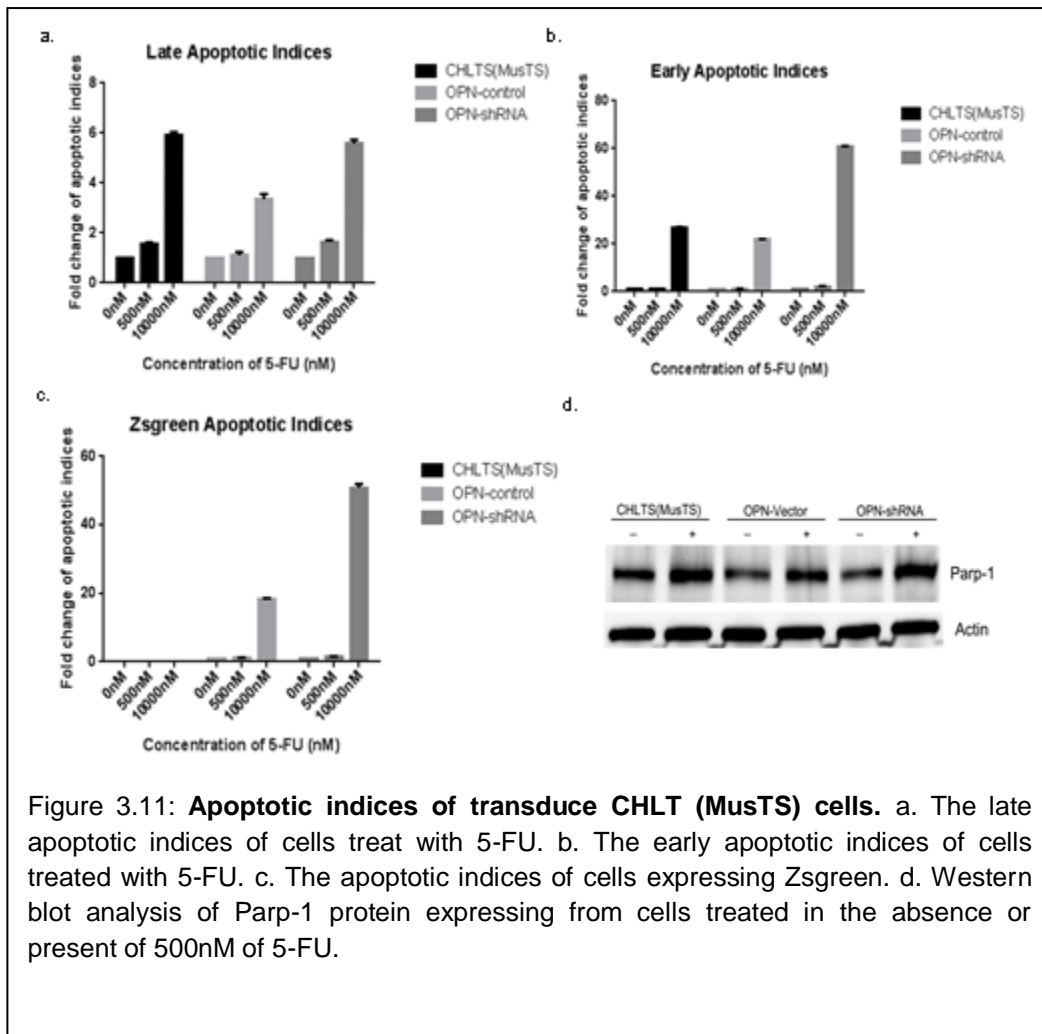 a.
Late Apoptotic Indices
Fold change of apoptotic indices
8
6
4
2
0
0nM
500nM
10000nM
0nM
500nM
10000nM
0nM
500nM
10000nM
Concentration of 5-FU (nM)
CHLTS(MusTS)
OPN-control
OPN-shRNA
b.
Early Apoptotic Indices
Fold change of apoptotic indices
80
60
40
20
0
0nM
500nM
10000nM
0nM
500nM
10000nM
0nM
500nM
10000nM
Concentration of 5-FU (nM)
CHLTS(MusTS)
OPN-control
OPN-shRNA
c.
Zsgreen Apoptotic Indices
Fold change of apoptotic indices
60
40
20
0
0nM
500nM
10000nM
0nM
500nM
10000nM
0nM
500nM
10000nM
Concentration of 5-FU (nM)
CHLTS(MusTS)
OPN-control
OPN-shRNA
d.
CHLTS(MusTS) OPN-Vector OPN-shRNA
– + – + – +
Parp-1
Actin
Figure 3.11: Apoptotic indices of transduce CHLT (MusTS) cells. a. The late
apoptotic indices of cells treat with 5-FU. b. The early apoptotic indices of cells
treated with 5-FU. c. The apoptotic indices of cells expressing Zsgreen. d. Western
blot analysis of Parp-1 protein expressing from cells treated in the absence or
present of 500nM of 5-FU.